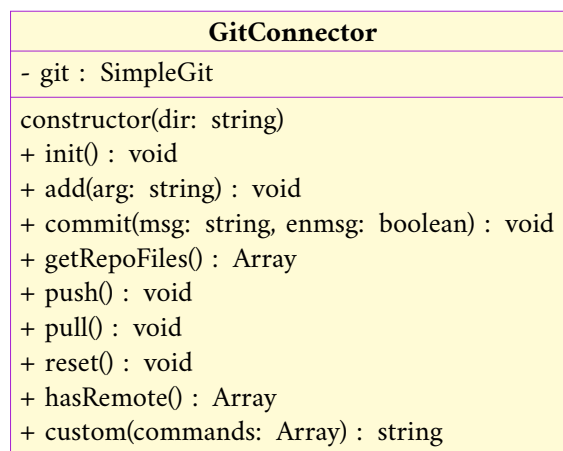 GitConnector
- git : SimpleGit
constructor(dir: string)
+ init() : void
+ add(arg: string) : void
+ commit(msg: string, enmsg: boolean) : void
+ getRepoFiles() : Array
+ push() : void
+ pull() : void
+ reset() : void
+ hasRemote() : Array
+ custom(commands: Array) : string